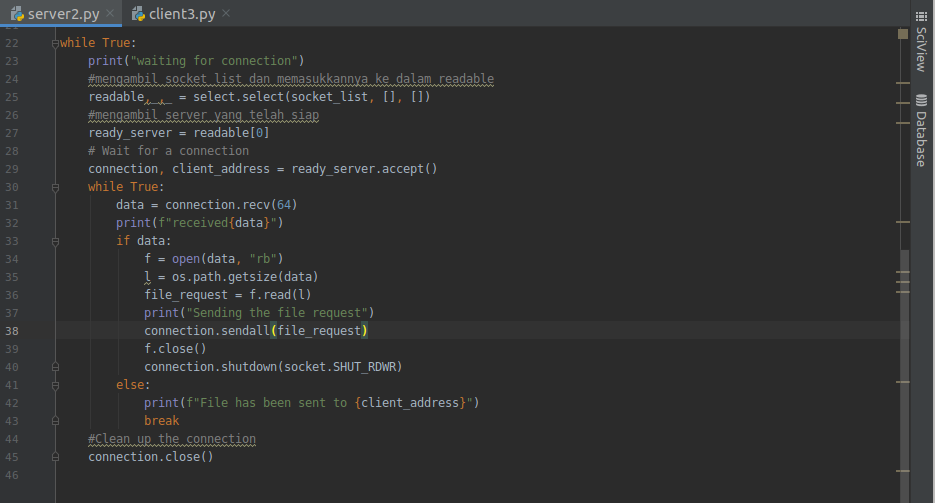 server2.py × client3.py ×
22 while True:
23 print("waiting for connection")
24 #mengambil socket_list dan memasukkannya ke dalam readable
25 readable,_,_ = select.select(socket_list, [], [])
26 #mengambil server yang telah siap
27 ready_server = readable[0]
28 # Wait for a connection
29 connection, client_address = ready_server.accept()
30 while True:
31 data = connection.recv(64)
32 print(f"received{data}")
33 if data:
34 f = open(data, "rb")
35 l = os.path.getsize(data)
36 file_request = f.read(l)
37 print("Sending the file request")
38 connection.sendall(file_request)
39 f.close()
40 connection.shutdown(socket.SHUT_RDWR)
41 else:
42 print(f"File has been sent to {client_address}")
43 break
44 #Clean up the connection
45 connection.close()
46
SciView
Database